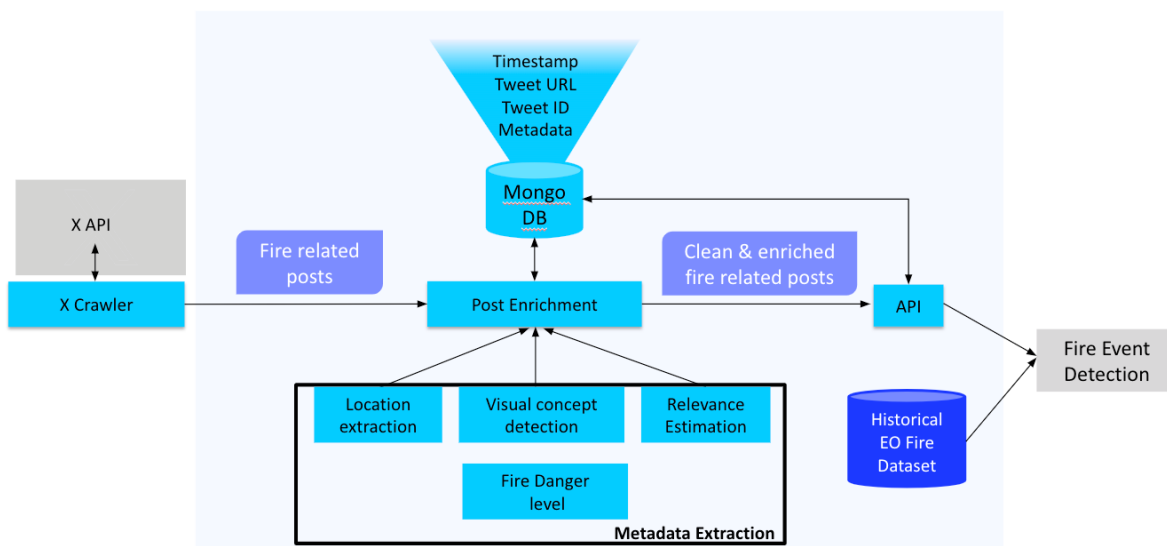 Timestamp
Tweet URL
Tweet ID
Metadata
Mongo
DB
X API
Fire related
posts
Clean & enriched
fire related posts
X Crawler
Post Enrichment
API
Fire Event
Detection
Location
extraction
Visual concept
detection
Relevance
Estimation
Historical
EO Fire
Dataset
Fire Danger
level
Metadata Extraction